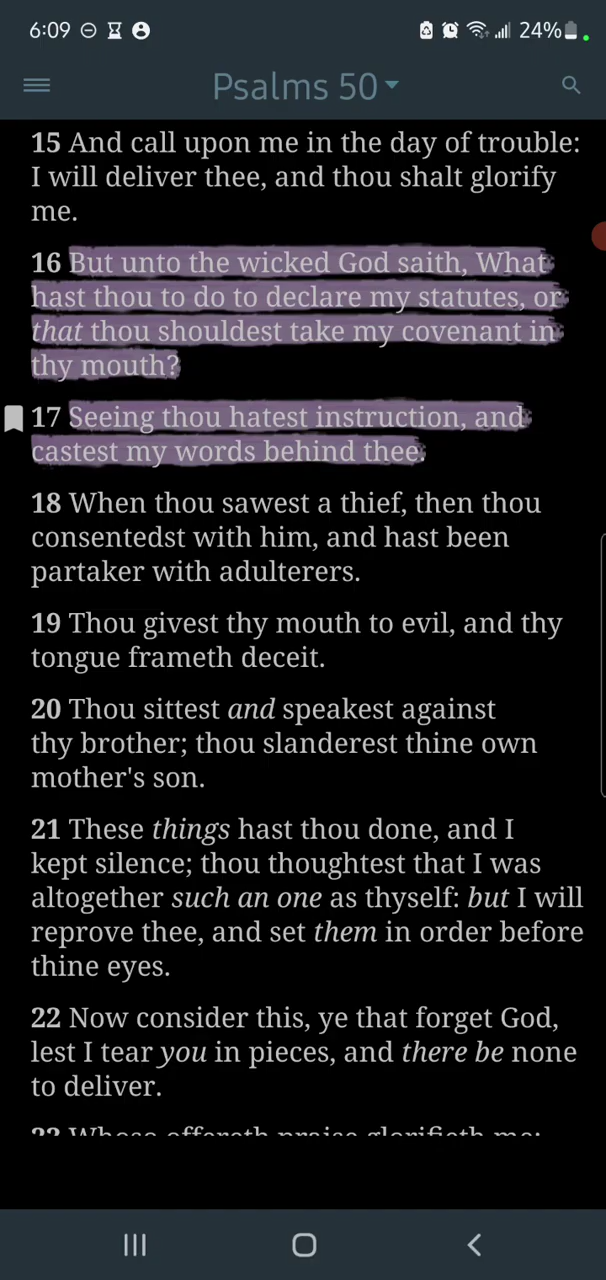 6:09 24%
Psalms 50
15 And call upon me in the day of trouble:
I will deliver thee, and thou shalt glorify
me.
16 But unto the wicked God saith, What
hast thou to do to declare my statutes, or
that thou shouldest take my covenant in
thy mouth?
17 Seeing thou hatest instruction, and
castest my words behind thee.
18 When thou sawest a thief, then thou
consentedst with him, and hast been
partaker with adulterers.
19 Thou givest thy mouth to evil, and thy
tongue frameth deceit.
20 Thou sittest and speakest against
thy brother; thou slanderest thine own
mother's son.
21 These things hast thou done, and I
kept silence; thou thoughtest that I was
altogether such an one as thyself: but I will
reprove thee, and set them in order before
thine eyes.
22 Now consider this, ye that forget God,
lest I tear you in pieces, and there be none
to deliver.
23 Whoso offereth praise glorifieth me: